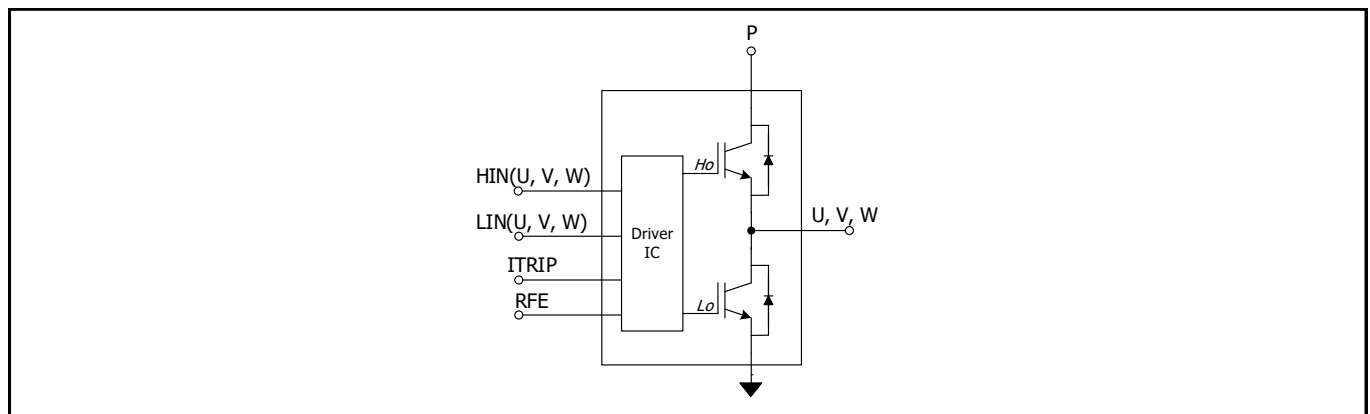 P
HIN(U, V, W)
LIN(U, V, W)
ITRIP
RFE
Driver
IC
Ho
Lo
U, V, W